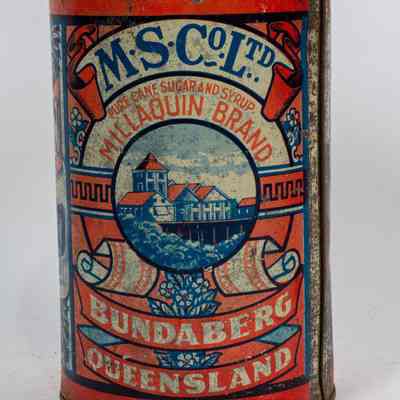 M·S·Co. LTD.
PURE CANE SUGAR AND SYRUP
MILLAQUIN BRAND
BUNDABERG
QUEENSLAND